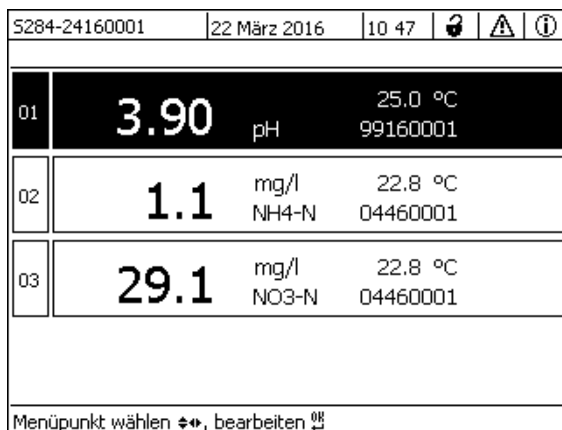 S284-24160001 22 März 2016 10 47
01 3.90 pH 25.0 °C 99160001
02 1.1 mg/l NH4-N 22.8 °C 04460001
03 29.1 mg/l NO3-N 22.8 °C 04460001
Menüpunkt wählen, bearbeiten OK